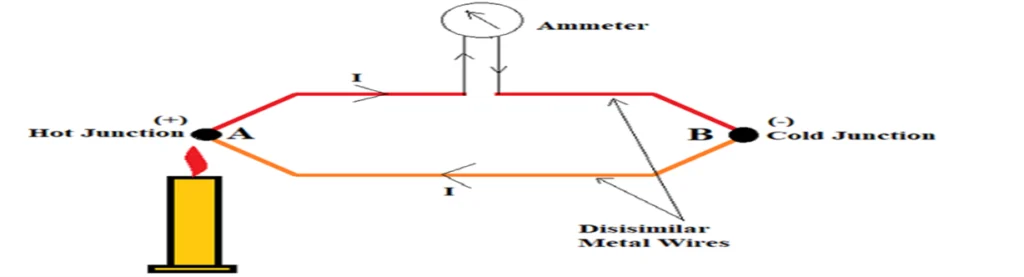 Ammeter
I
(+)
Hot Junction
A
B
(-)
Cold Junction
I
Disisimilar
Metal Wires